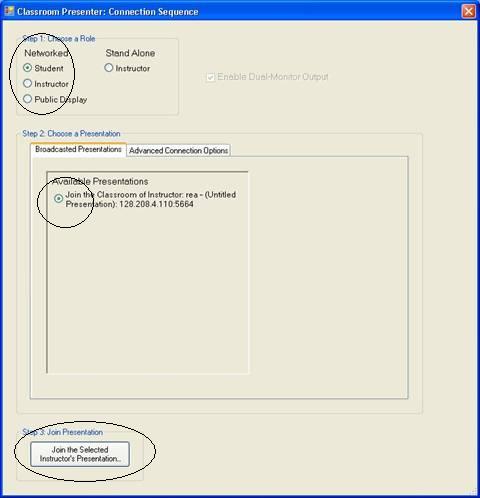 Classroom Presenter: Connection Sequence
Step 1: Choose a Role
Networked
Stand Alone
Student
Instructor
Instructor
Public Display
Enable Dual-Monitor Output
Step 2: Choose a Presentation
Broadcasted Presentations
Advanced Connection Options
Available Presentations
Join the Classroom of Instructor: rea - (Untitled
Presentation): 128.208.4.110:5664
Step 3: Join Presentation
Join the Selected
Instructor's Presentation...